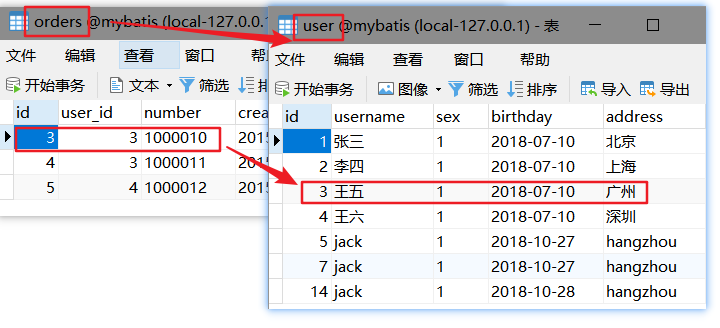 orders @mybatis (local-127.0.0.1)
文件 编辑 查看 窗口 帮助
开始事务 文本 筛选 排
id user_id number crea
3 3 1000010 2015
4 3 1000011 2015
5 4 1000012 2015
user @mybatis (local-127.0.0.1) - 表
文件 编辑 查看 窗口 帮助
开始事务 图像 筛选 排序 导入 导出
id username sex birthday address
1 张三 1 2018-07-10 北京
2 李四 1 2018-07-10 上海
3 王五 1 2018-07-10 广州
4 王六 1 2018-07-10 深圳
5 jack 1 2018-10-27 hangzhou
7 jack 1 2018-10-27 hangzhou
14 jack 1 2018-10-28 hangzhou